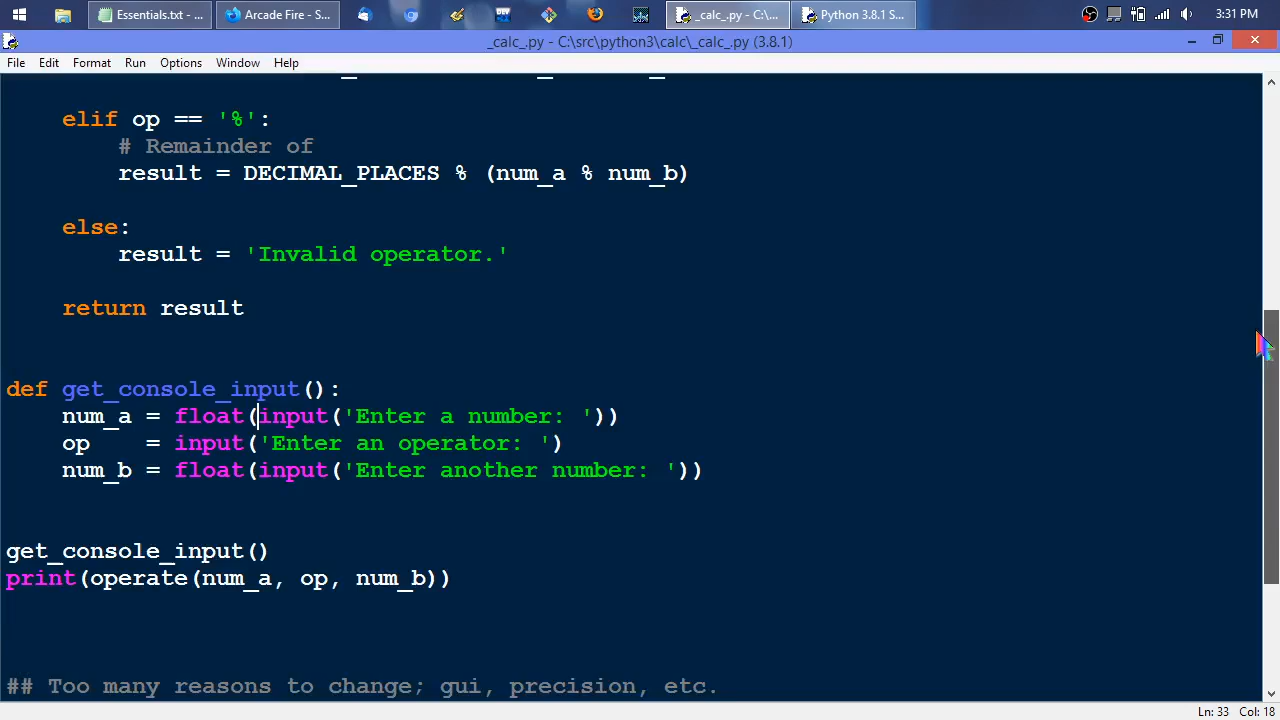 Essentials.txt - ...
Arcade Fire - S...
DEV
_calc_.py - C:\...
Python 3.8.1 S...
3:31 PM
_calc_.py - C:\src\python3\calc\_calc_.py (3.8.1)
File Edit Format Run Options Window Help
    elif op == '%':
        # Remainder of
        result = DECIMAL_PLACES % (num_a % num_b)
    else:
        result = 'Invalid operator.'
    return result
def get_console_input():
    num_a = float(input('Enter a number: '))
    op    = input('Enter an operator: ')
    num_b = float(input('Enter another number: '))
get_console_input()
print(operate(num_a, op, num_b))
## Too many reasons to change; gui, precision, etc.
Ln: 33 Col: 18